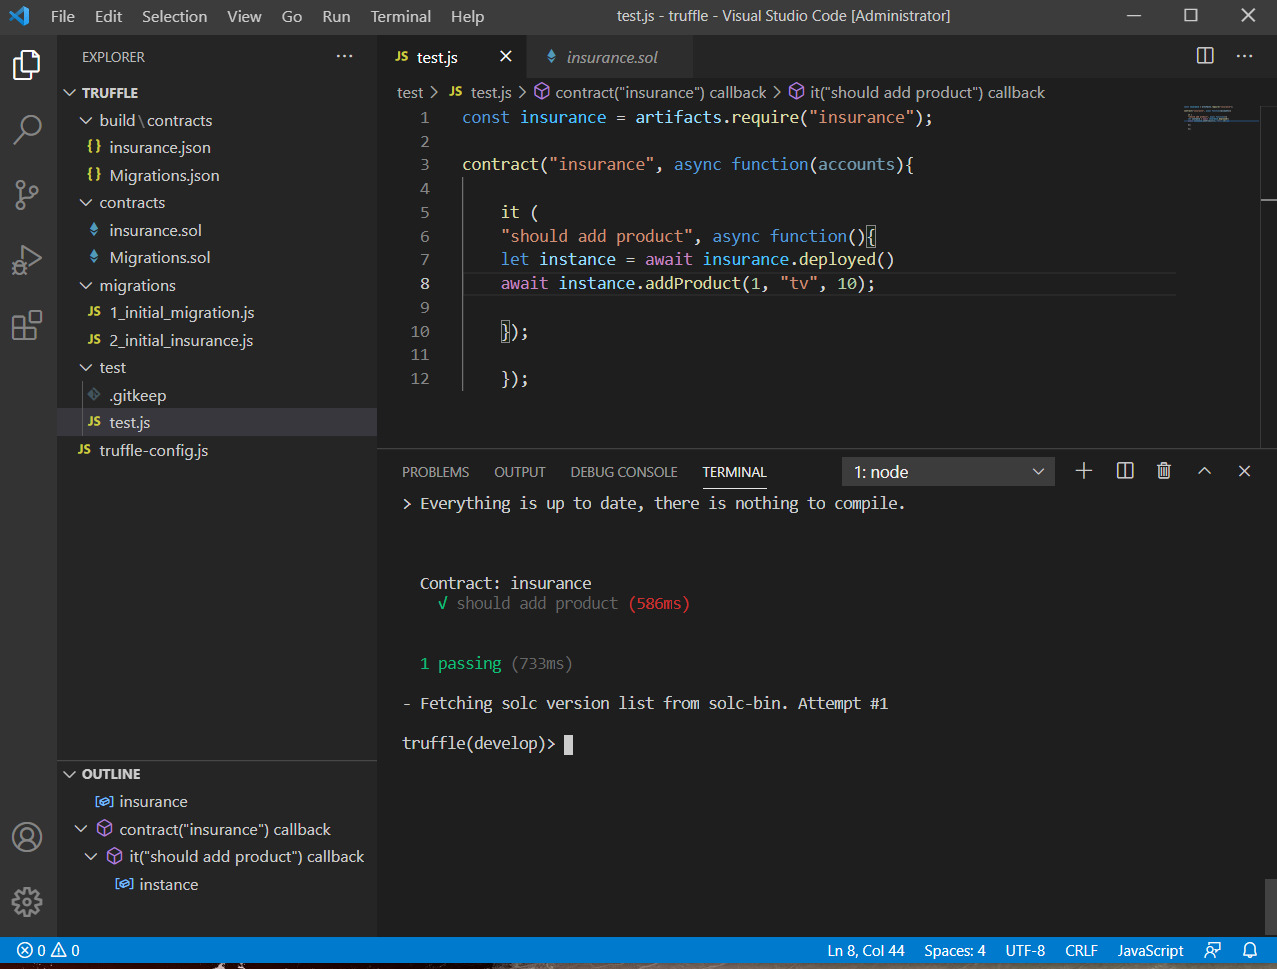 File Edit Selection View Go Run Terminal Help test.js - truffle - Visual Studio Code [Administrator]
EXPLORER ···
TRUFFLE
build\contracts
{} insurance.json
{} Migrations.json
contracts
insurance.sol
Migrations.sol
migrations
JS 1_initial_migration.js
JS 2_initial_insurance.js
test
.gitkeep
JS test.js
JS truffle-config.js
OUTLINE
insurance
contract("insurance") callback
it("should add product") callback
instance
JS test.js insurance.sol
test > JS test.js > contract("insurance") callback > it("should add product") callback
1 const insurance = artifacts.require("insurance");
2
3 contract("insurance", async function(accounts){
4
5 it (
6 "should add product", async function(){
7 let instance = await insurance.deployed()
8 await instance.addProduct(1, "tv", 10);
9
10 });
11
12 });
PROBLEMS OUTPUT DEBUG CONSOLE TERMINAL 1: node
> Everything is up to date, there is nothing to compile.
Contract: insurance
√ should add product (586ms)
1 passing (733ms)
- Fetching solc version list from solc-bin. Attempt #1
truffle(develop)>
0 0 Ln 8, Col 44 Spaces: 4 UTF-8 CRLF JavaScript